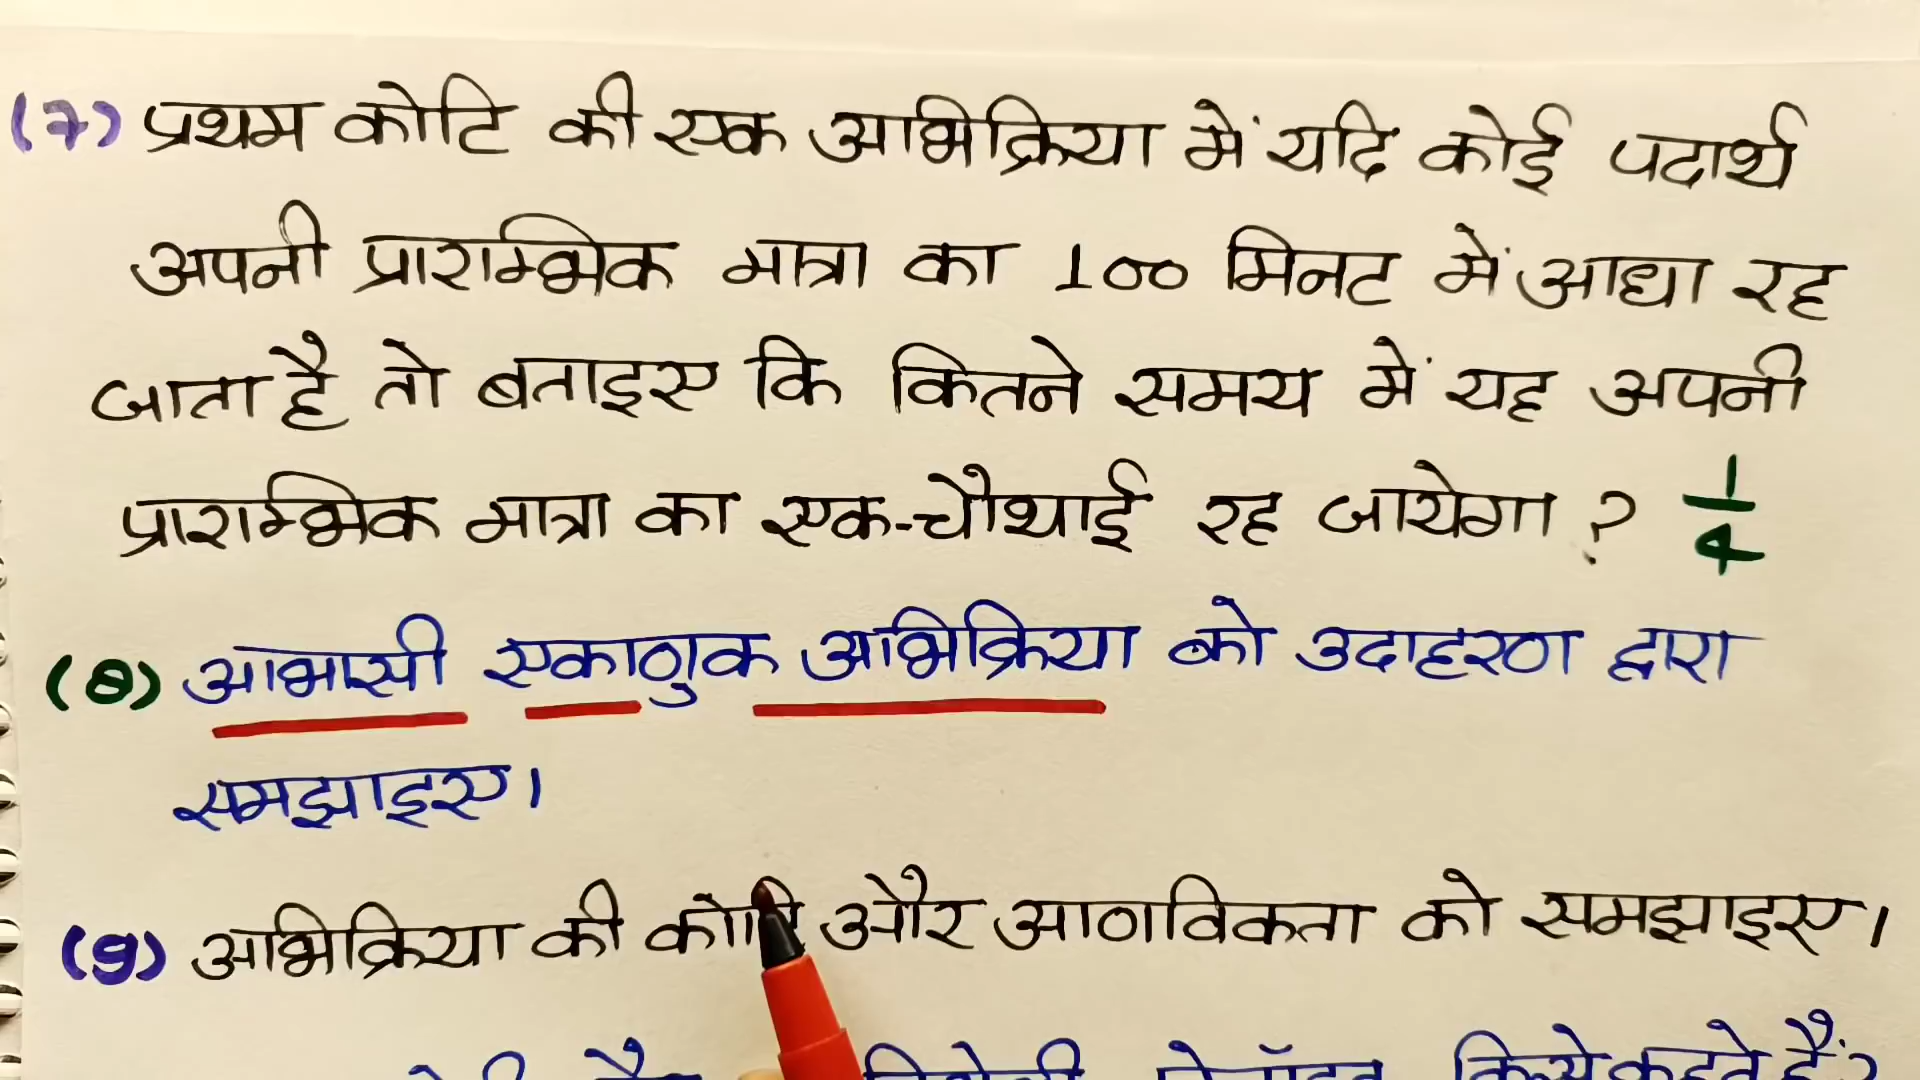 (7) प्रथम कोटि की एक अभिक्रिया में यदि कोई पदार्थ
अपनी प्रारम्भिक मात्रा का 100 मिनट में आधा रह
जाता है तो बताइए कि कितने समय में यह अपनी
प्रारम्भिक मात्रा का एक-चौथाई रह जायेगा ? 1/4
(8) आभासी एकाणुक अभिक्रिया को उदाहरण द्वारा
समझाइए।
(9) अभिक्रिया की और आणविकता को समझाइए।
किसे कहते हैं?